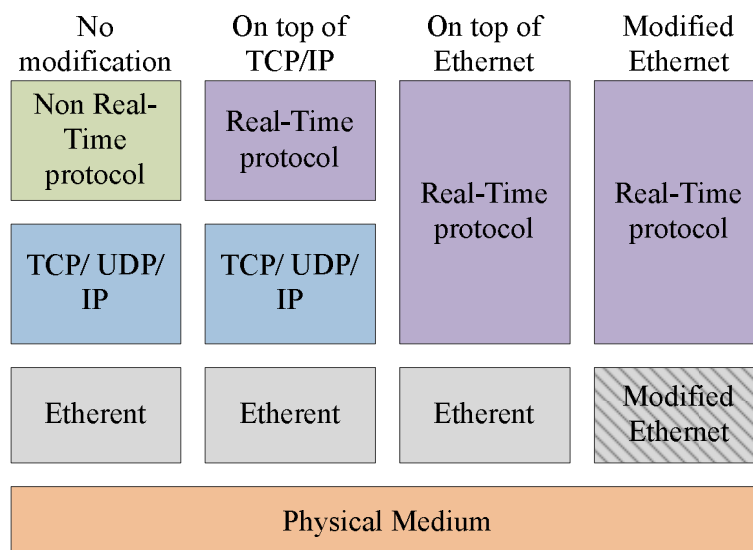 No
modification
On top of
TCP/IP
On top of
Ethernet
Modified
Ethernet
Non Real-
Time
protocol
Real-Time
protocol
Real-Time
protocol
Real-Time
protocol
TCP/ UDP/
IP
TCP/ UDP/
IP
Etherent
Etherent
Etherent
Modified
Ethernet
Physical Medium